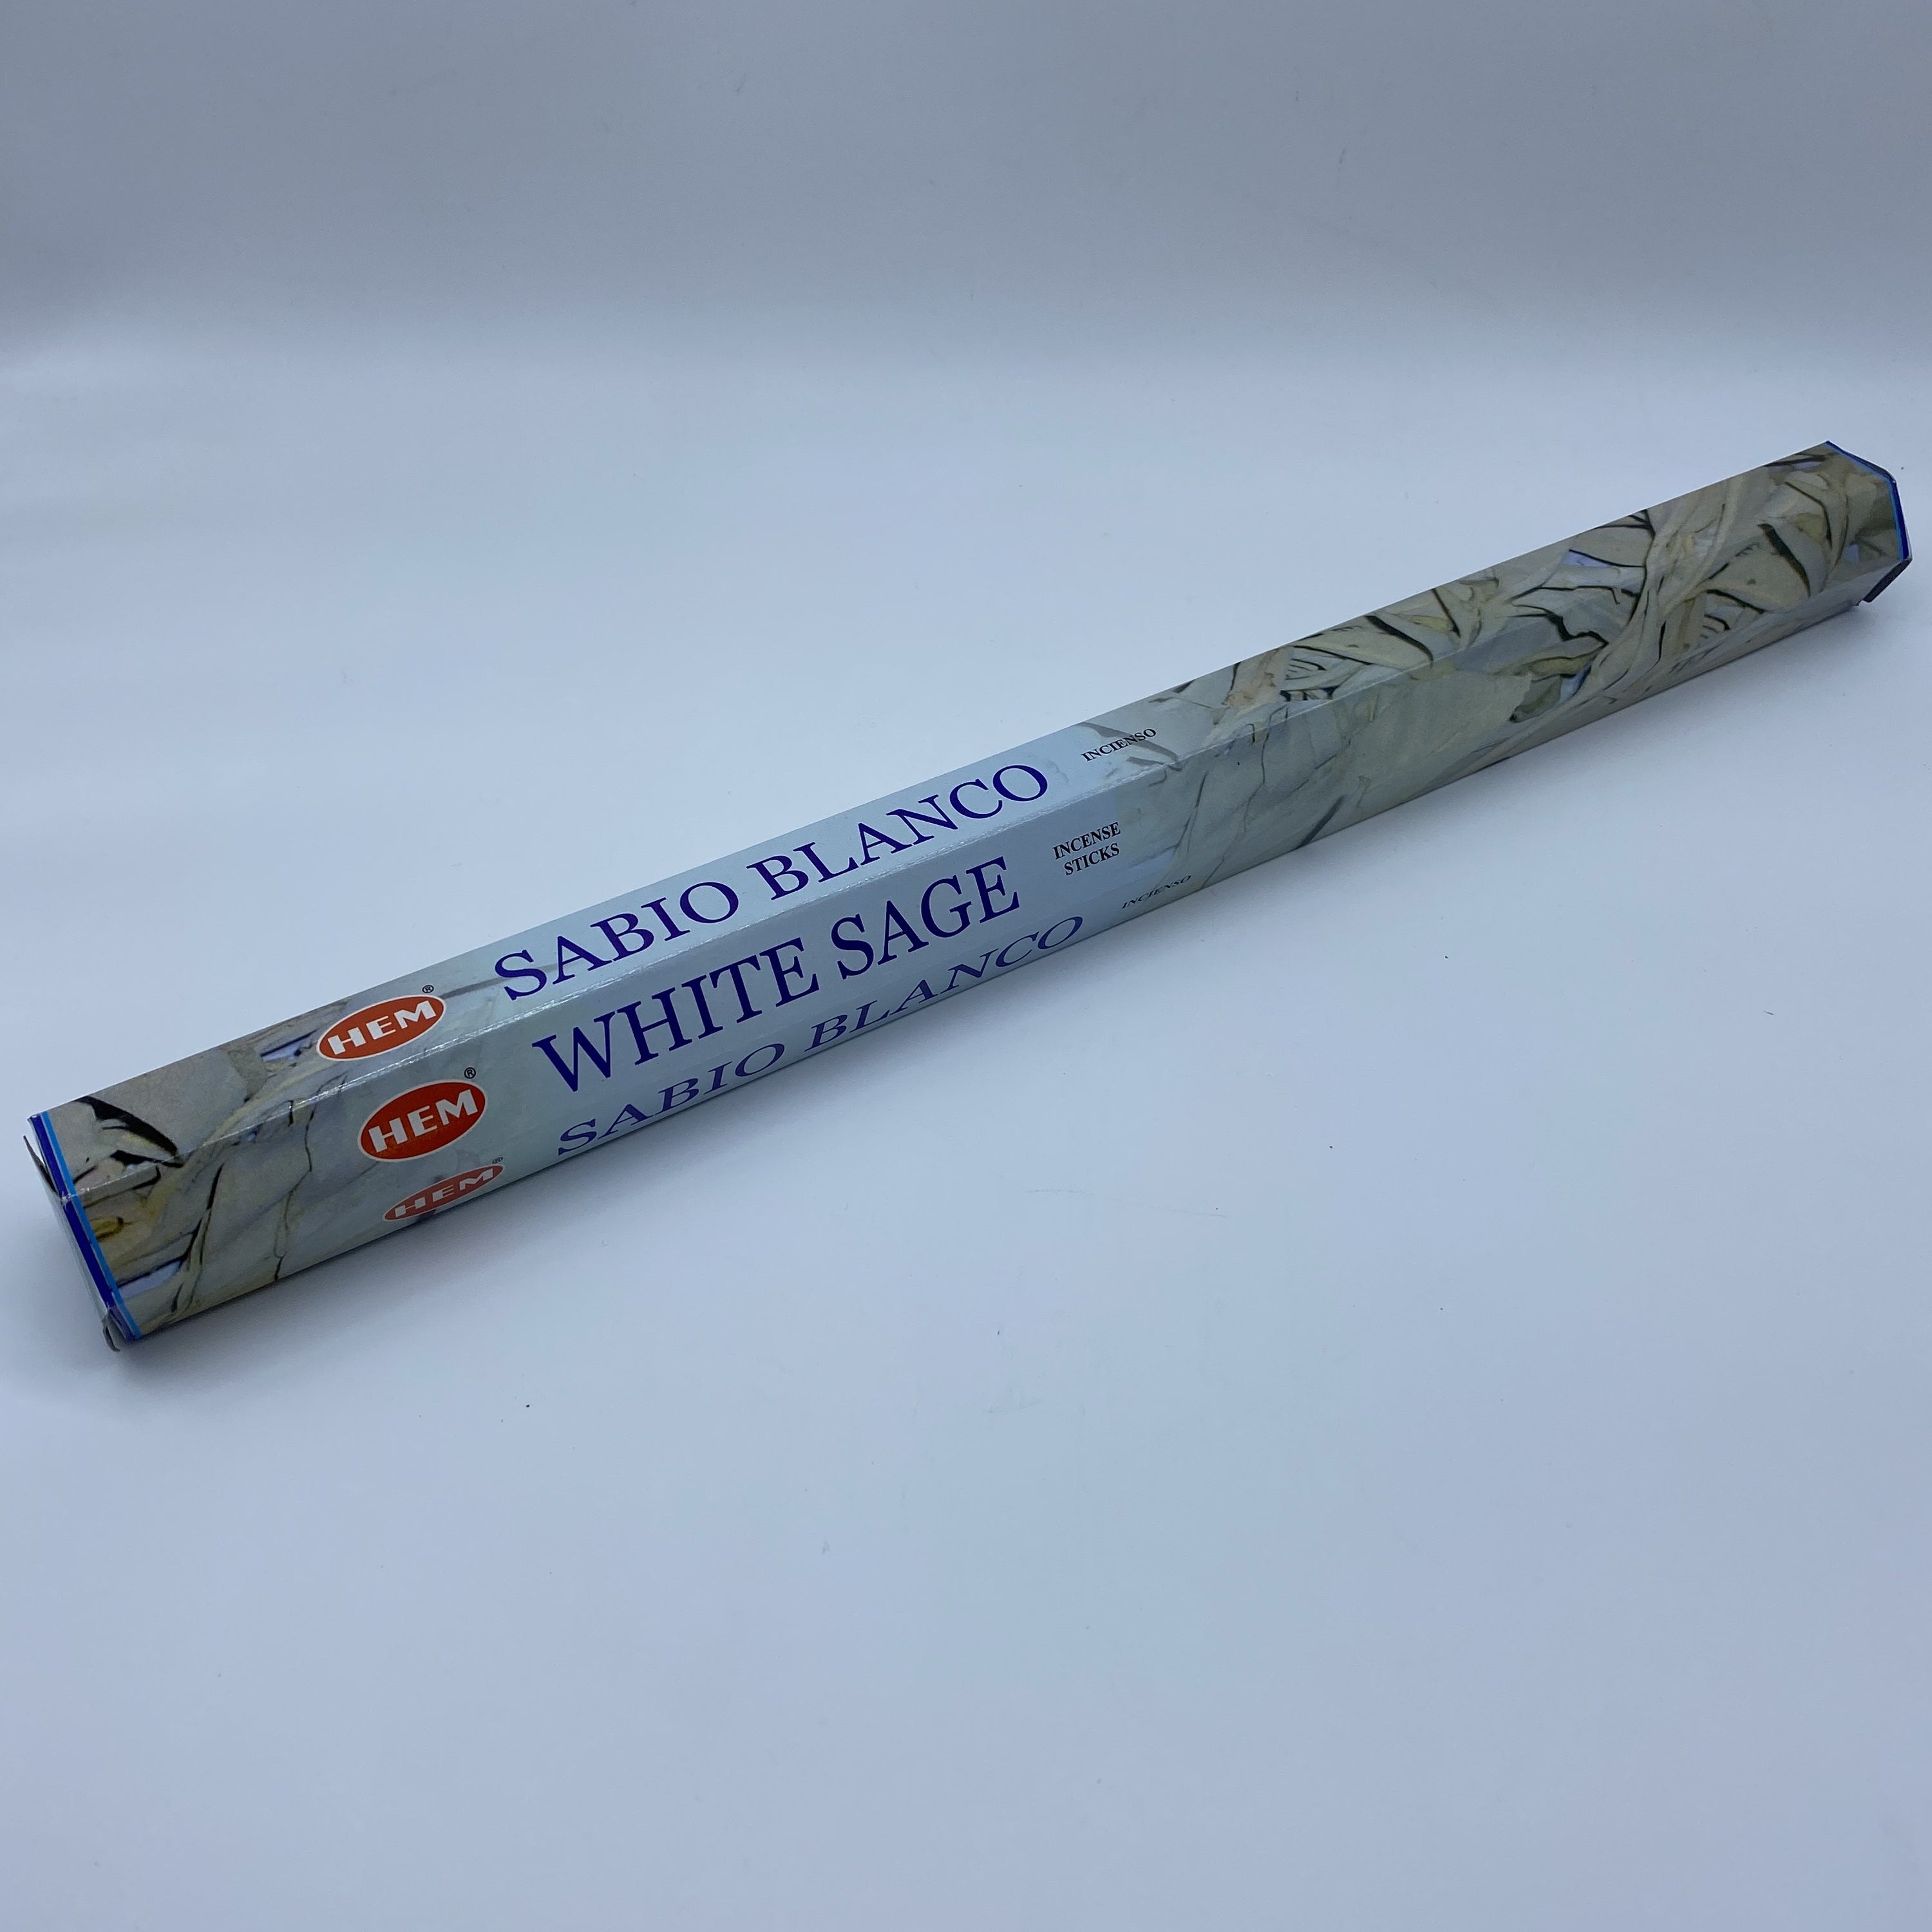 HEM® SABIO BLANCO INCIENSO
HEM® WHITE SAGE INCENSE
STICKS
HEM® SABIO BLANCO INCIENSO